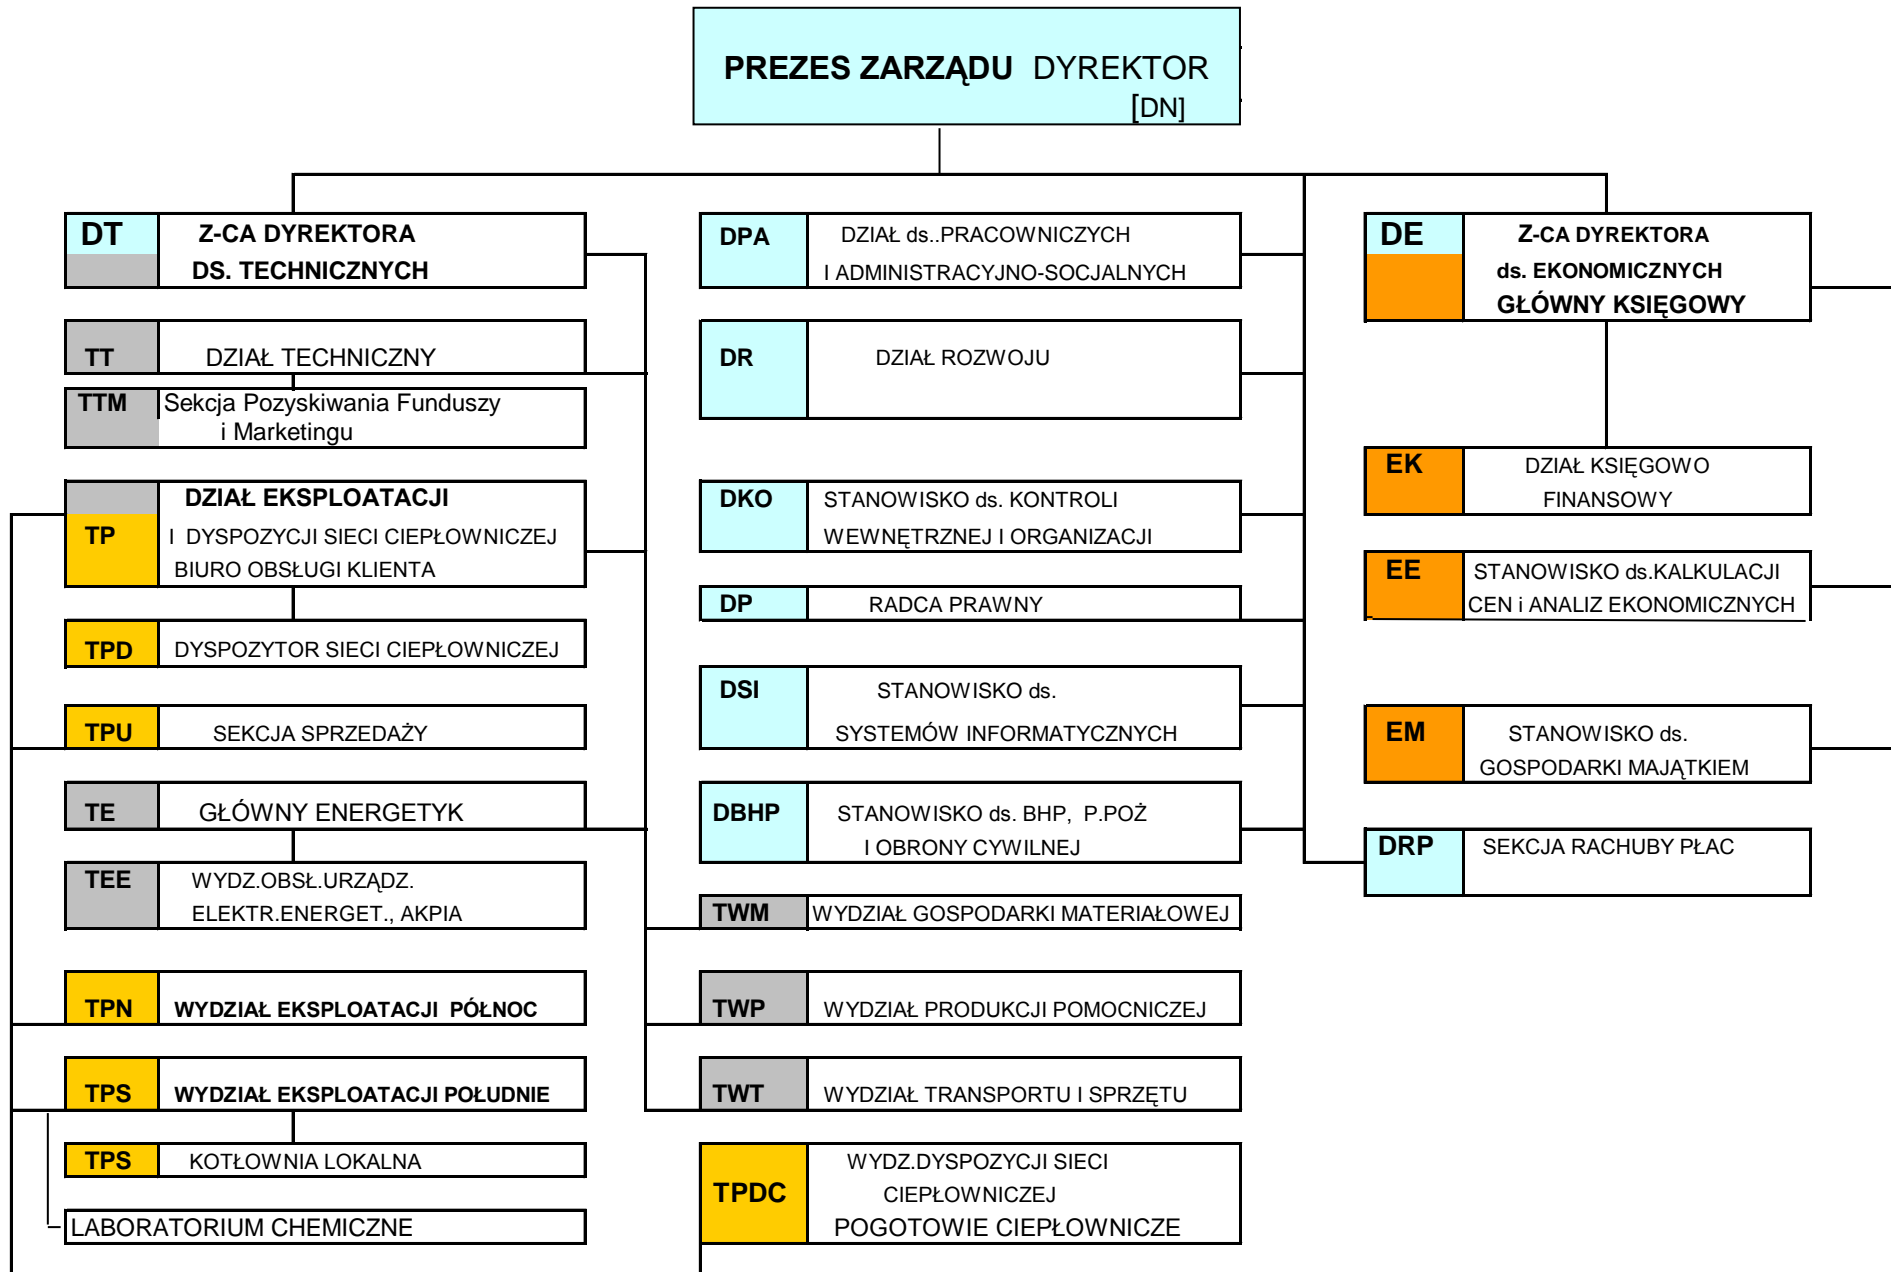 PREZES ZARZĄDU DYREKTOR
[DN]
DT
Z-CA DYREKTORA
DS. TECHNICZNYCH
TT
DZIAŁ TECHNICZNY
TTM
Sekcja Pozyskiwania Funduszy
i Marketingu
DZIAŁ EKSPLOATACJI
TP
I DYSPOZYCJI SIECI CIEPŁOWNICZEJ
BIURO OBSŁUGI KLIENTA
TPD
DYSPOZYTOR SIECI CIEPŁOWNICZEJ
TPU
SEKCJA SPRZEDAŻY
TE
GŁÓWNY ENERGETYK
TEE
WYDZ.OBSŁ.URZĄDZ.
ELEKTR.ENERGET., AKPIA
TPN
WYDZIAŁ EKSPLOATACJI PÓŁNOC
TPS
WYDZIAŁ EKSPLOATACJI POŁUDNIE
TPS
KOTŁOWNIA LOKALNA
LABORATORIUM CHEMICZNE
DPA
DZIAŁ ds..PRACOWNICZYCH
I ADMINISTRACYJNO-SOCJALNYCH
DR
DZIAŁ ROZWOJU
DKO
STANOWISKO ds. KONTROLI
WEWNĘTRZNEJ I ORGANIZACJI
DP
RADCA PRAWNY
DSI
STANOWISKO ds.
SYSTEMÓW INFORMATYCZNYCH
DBHP
STANOWISKO ds. BHP, P.POŻ
I OBRONY CYWILNEJ
TWM
WYDZIAŁ GOSPODARKI MATERIAŁOWEJ
TWP
WYDZIAŁ PRODUKCJI POMOCNICZEJ
TWT
WYDZIAŁ TRANSPORTU I SPRZĘTU
TPDC
WYDZ.DYSPOZYCJI SIECI
CIEPŁOWNICZEJ
POGOTOWIE CIEPŁOWNICZE
DE
Z-CA DYREKTORA
ds. EKONOMICZNYCH
GŁÓWNY KSIĘGOWY
EK
DZIAŁ KSIĘGOWO
FINANSOWY
EE
STANOWISKO ds.KALKULACJI
CEN i ANALIZ EKONOMICZNYCH
EM
STANOWISKO ds.
GOSPODARKI MAJĄTKIEM
DRP
SEKCJA RACHUBY PŁAC